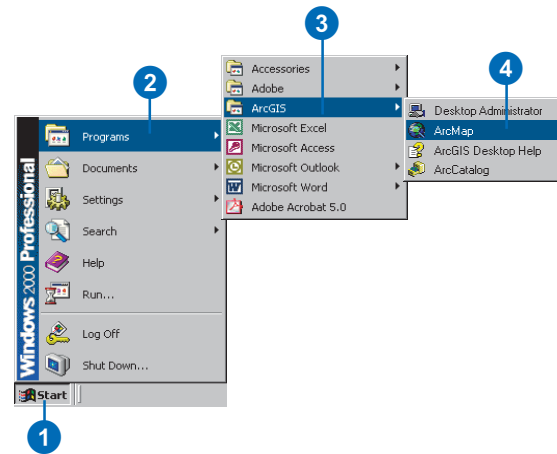 3
2
4
Accessories
Adobe
ArcGIS
Microsoft Excel
Microsoft Access
Microsoft Outlook
Microsoft Word
Adobe Acrobat 5.0
Desktop Administrator
ArcMap
ArcGIS Desktop Help
ArcCatalog
Windows 2000 Professional
Programs
Documents
Settings
Search
Help
Run...
Log Off
Shut Down...
Start
1